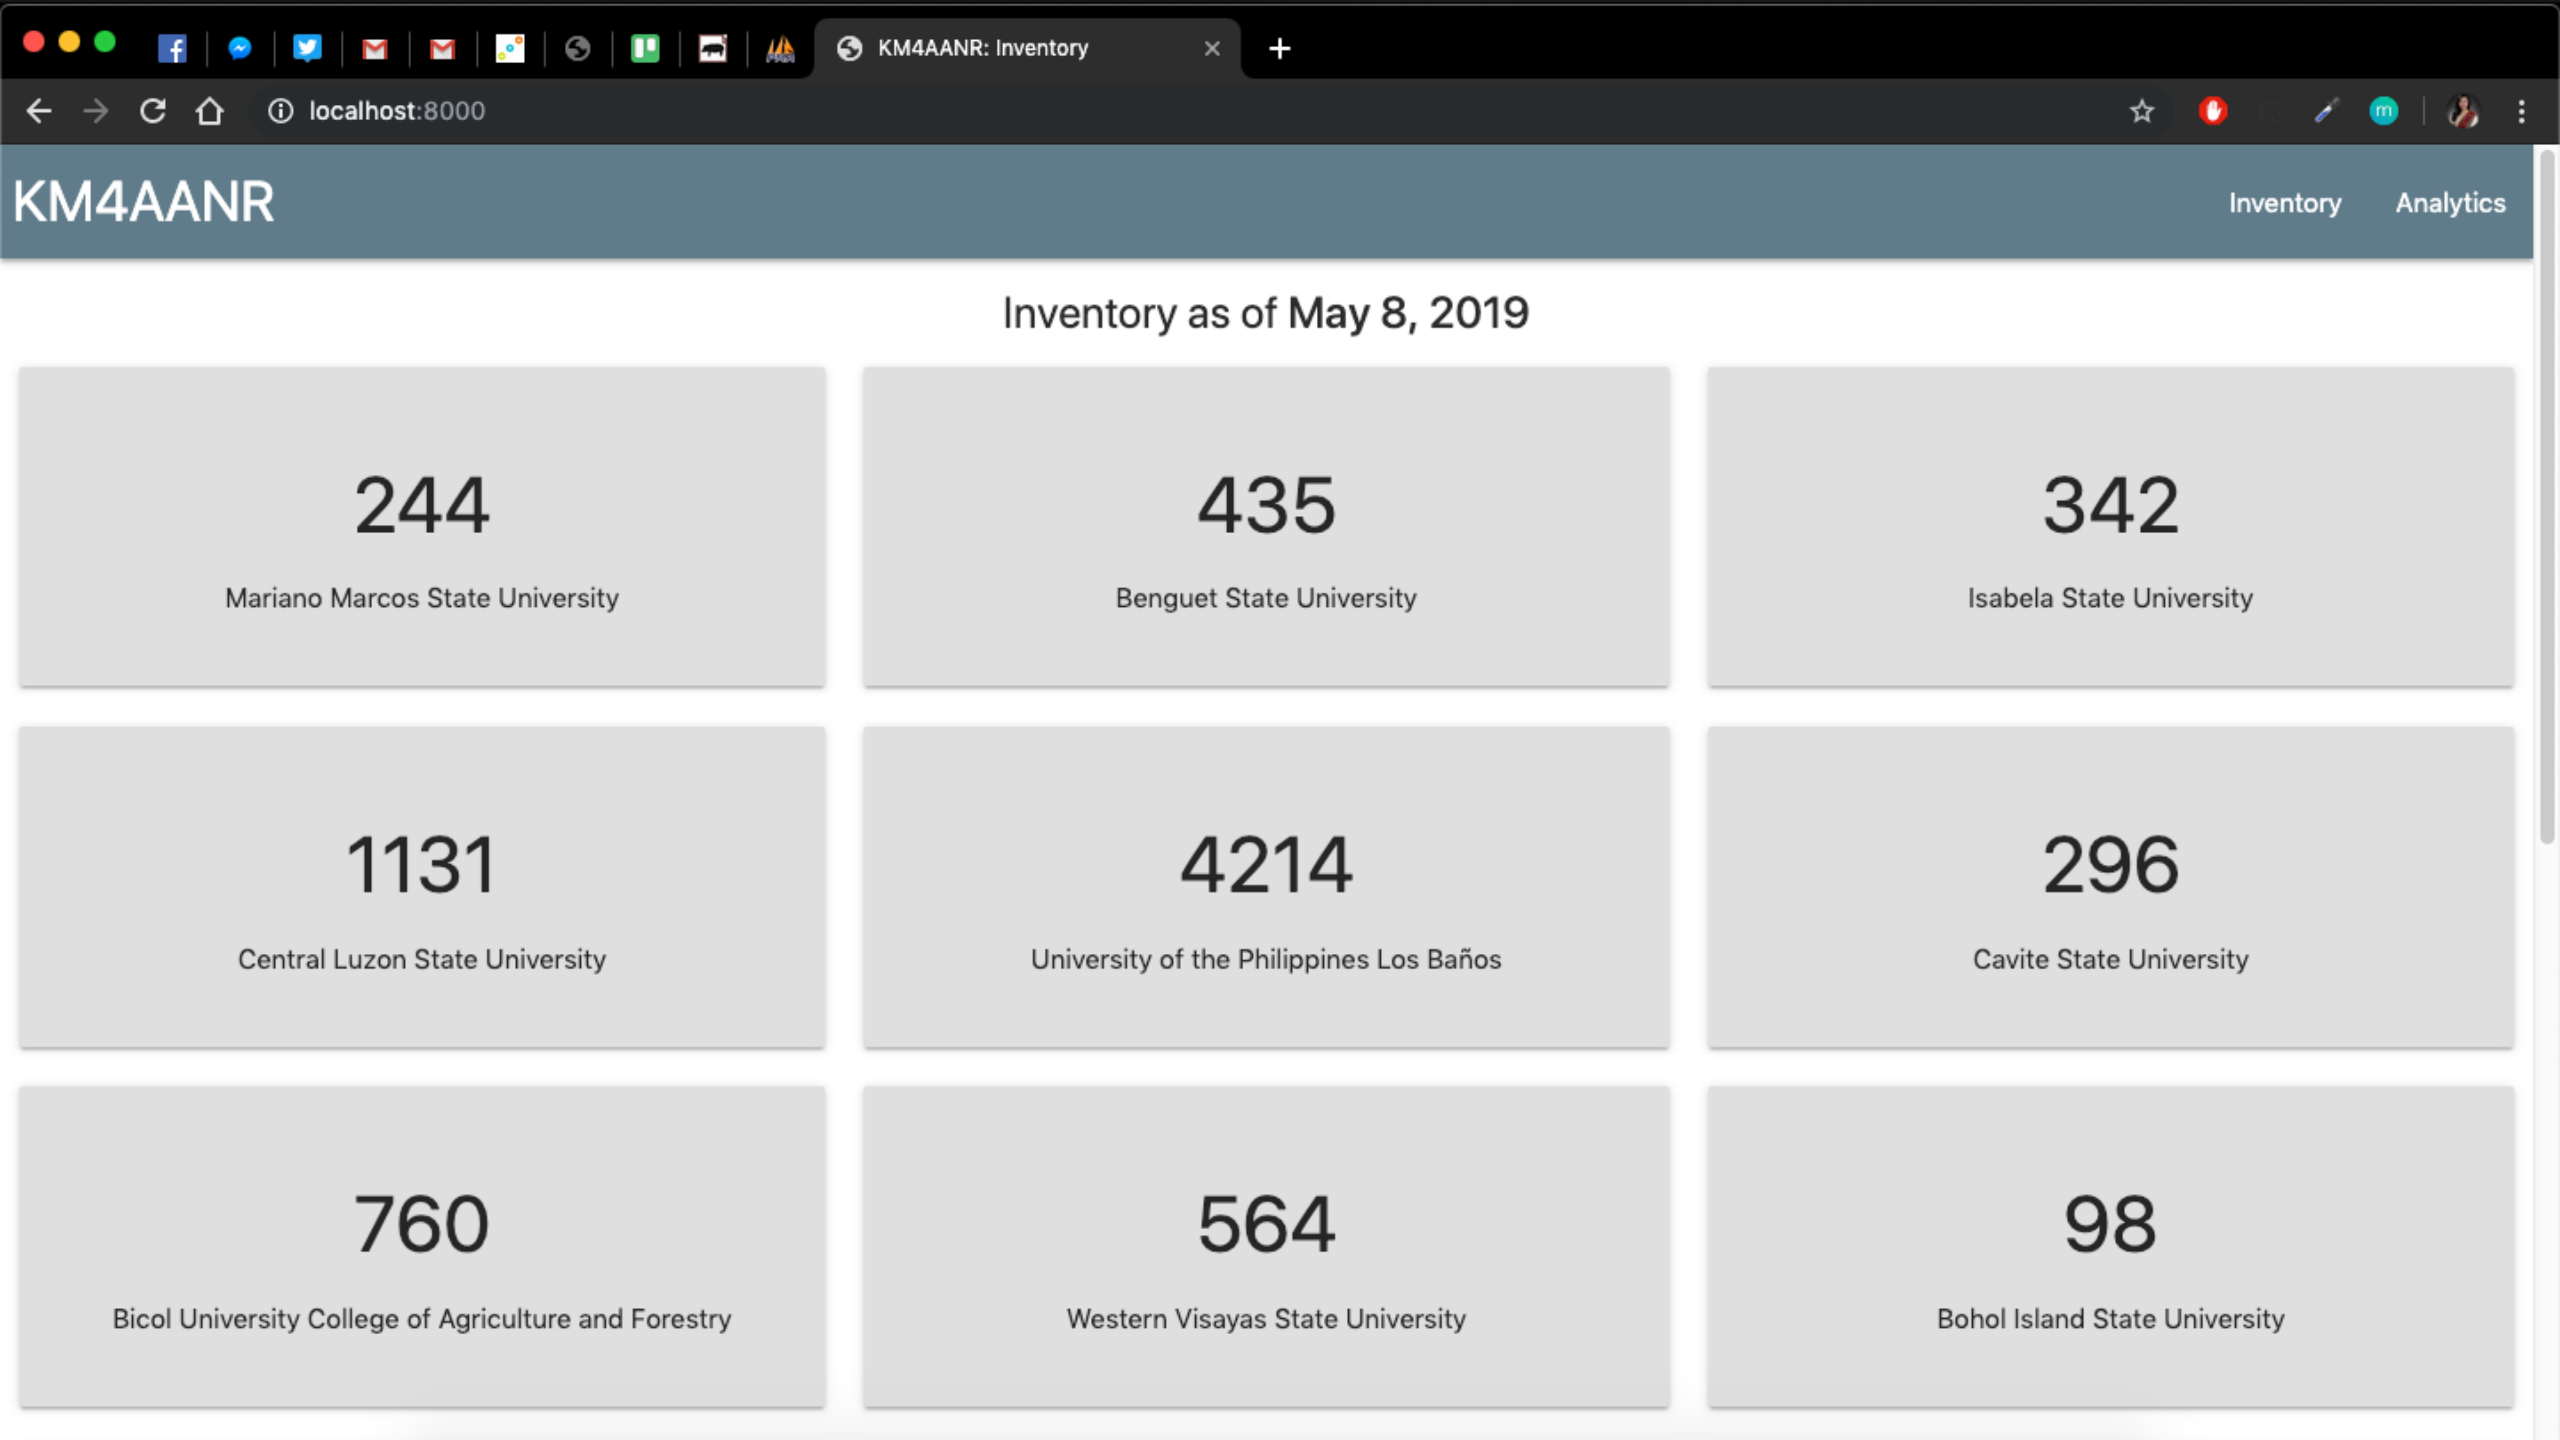 KM4AANR: Inventory
localhost:8000
m
KM4AANR
Inventory
Analytics
Inventory as of May 8, 2019
244
Mariano Marcos State University
435
Benguet State University
342
Isabela State University
1131
Central Luzon State University
4214
University of the Philippines Los Baños
296
Cavite State University
760
Bicol University College of Agriculture and Forestry
564
Western Visayas State University
98
Bohol Island State University